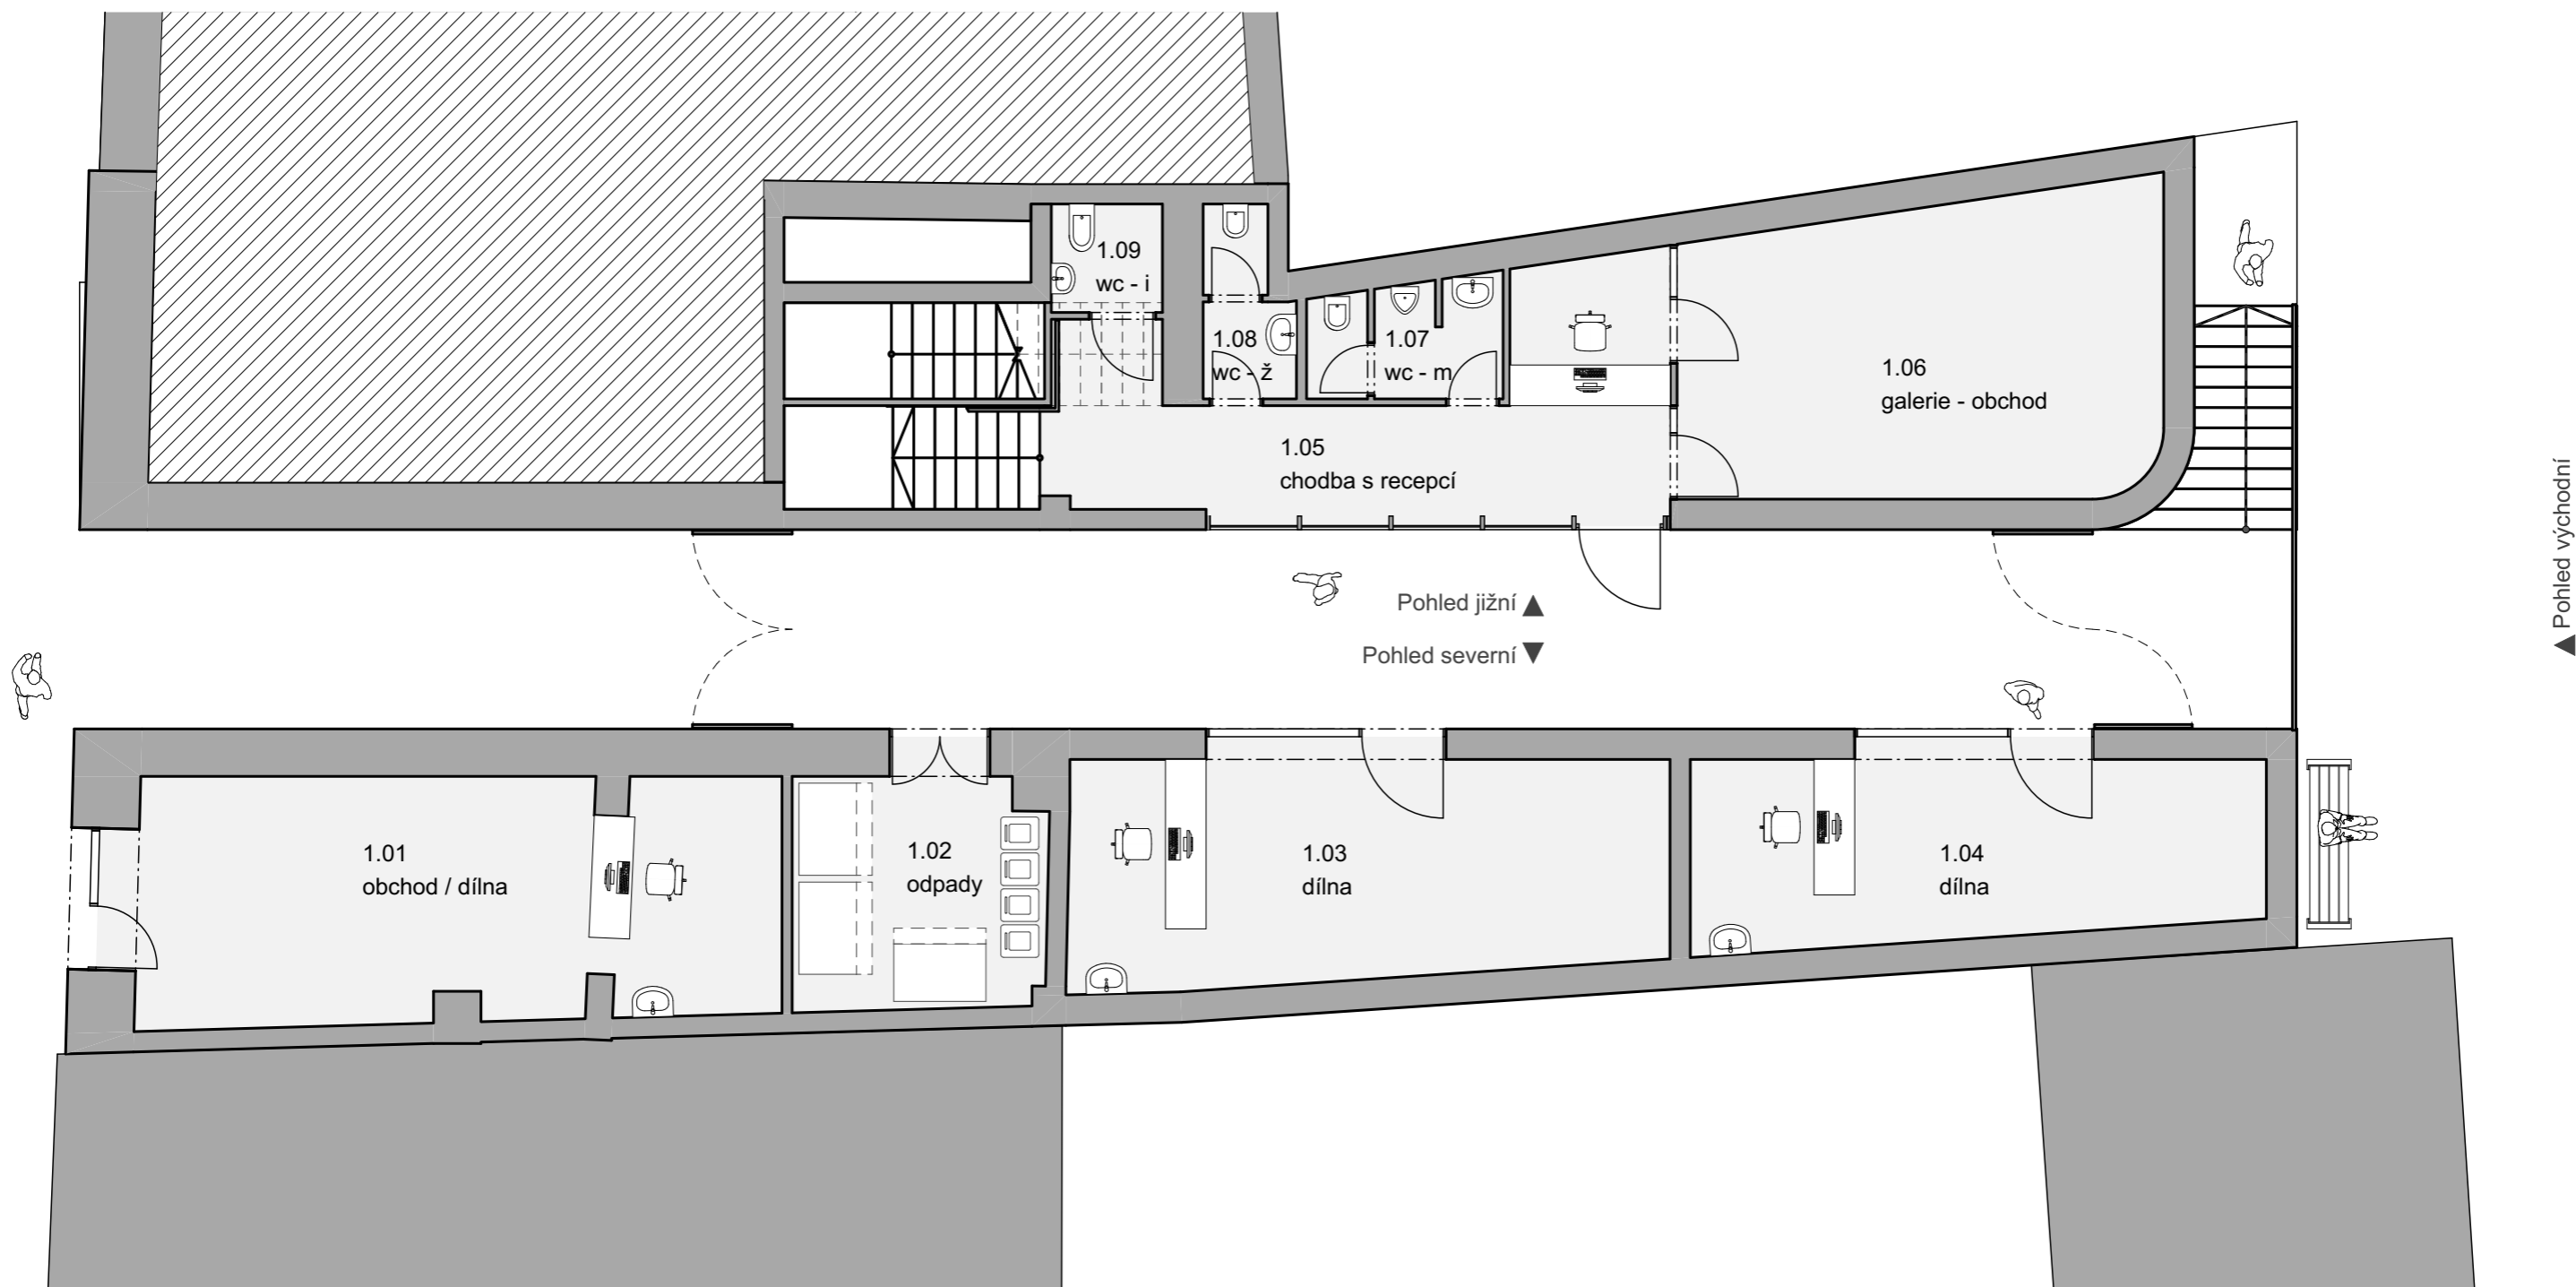 1.09
wc - i
1.08
wc - ž
1.07
wc - m
1.06
galerie - obchod
1.05
chodba s recepcí
Pohled jižní
Pohled severní
Pohled východní
1.01
obchod / dílna
1.02
odpady
1.03
dílna
1.04
dílna